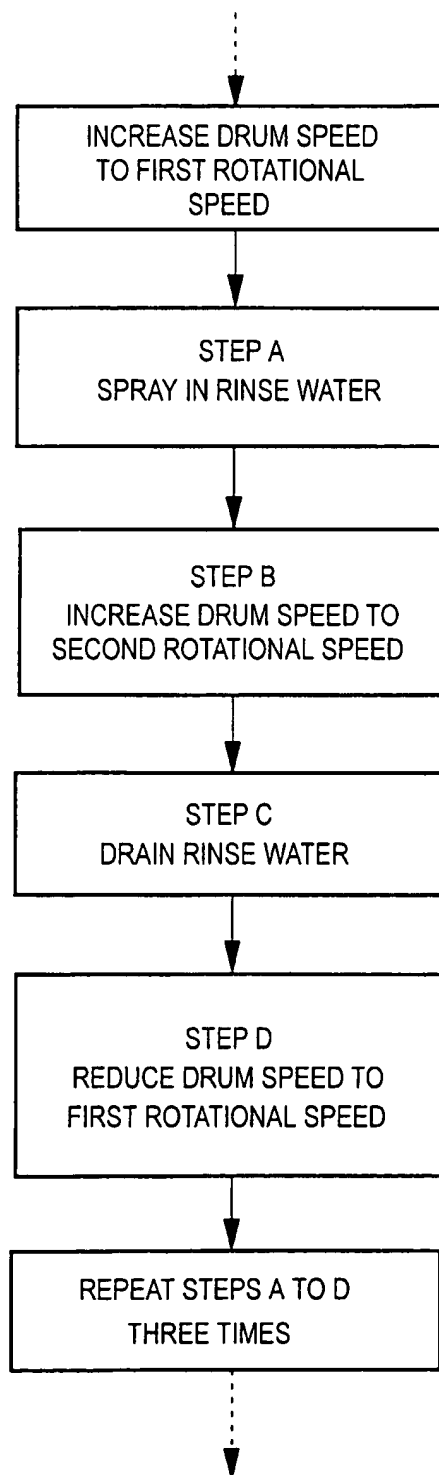 INCREASE DRUM SPEED
TO FIRST ROTATIONAL
SPEED
STEP A
SPRAY IN RINSE WATER
STEP B
INCREASE DRUM SPEED TO
SECOND ROTATIONAL SPEED
STEP C
DRAIN RINSE WATER
STEP D
REDUCE DRUM SPEED TO
FIRST ROTATIONAL SPEED
REPEAT STEPS A TO D
THREE TIMES